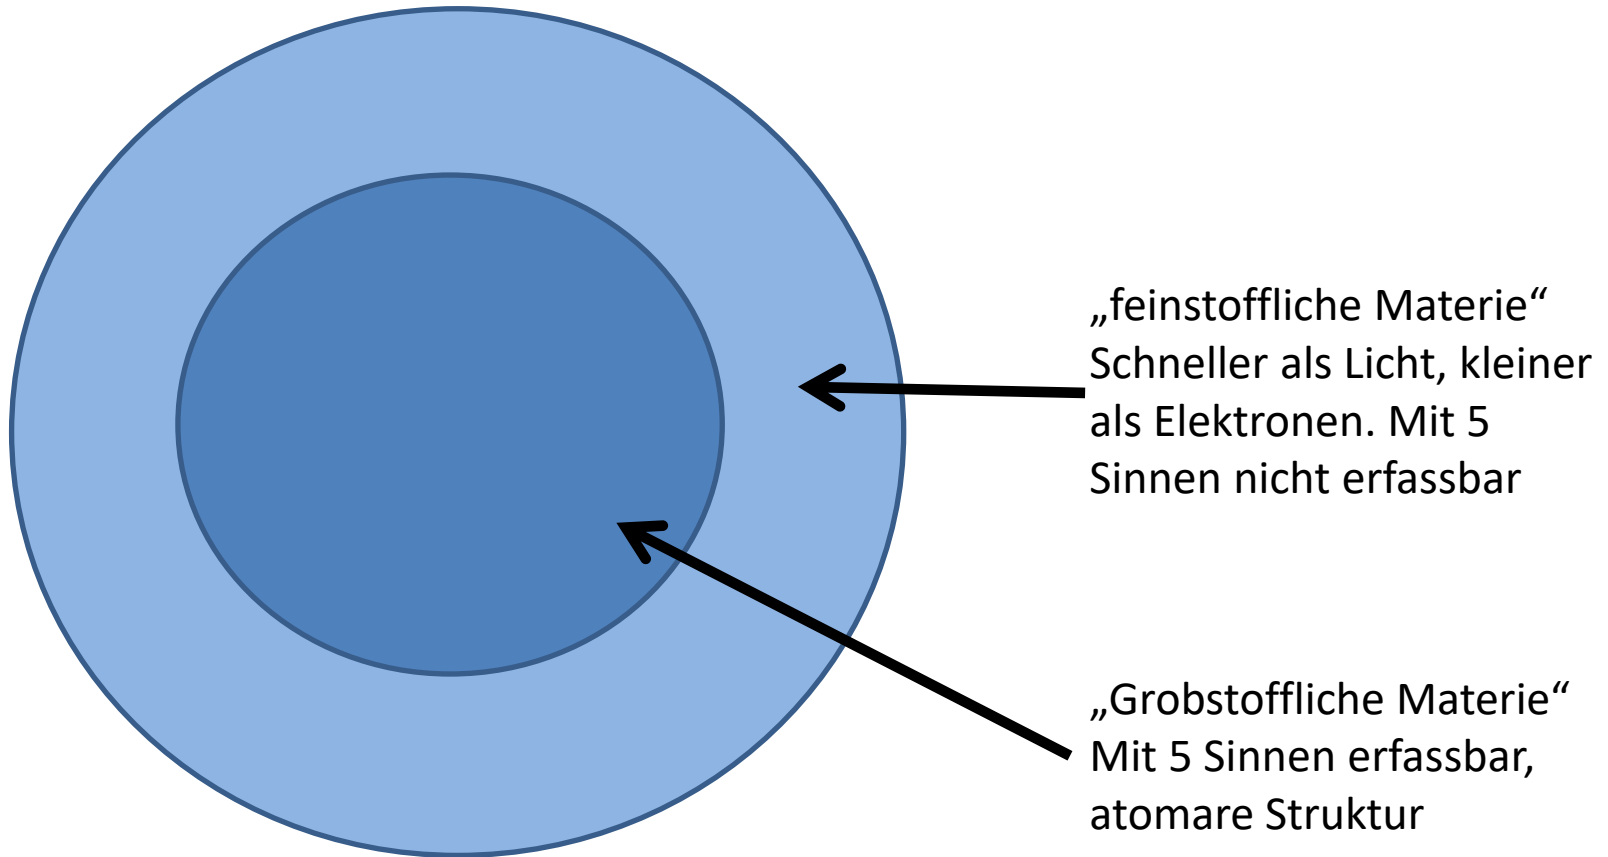 „feinstoffliche Materie“
Schneller als Licht, kleiner
als Elektronen. Mit 5
Sinnen nicht erfassbar
„Grobstoffliche Materie“
Mit 5 Sinnen erfassbar,
atomare Struktur